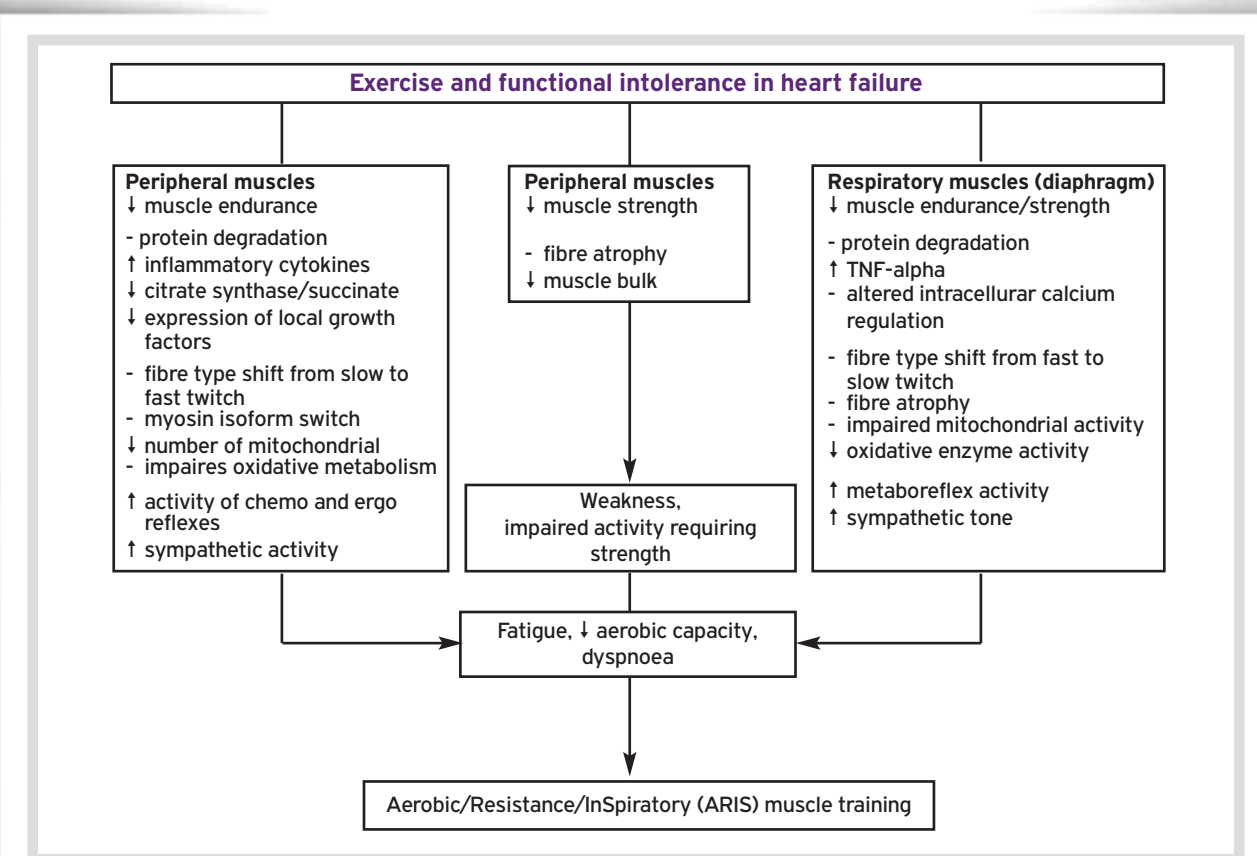 Exercise and functional intolerance in heart failure
Peripheral muscles
↓ muscle endurance
- protein degradation
↑ inflammatory cytokines
↓ citrate synthase/succinate
↓ expression of local growth
factors
- fibre type shift from slow to
fast twitch
- myosin isoform switch
↓ number of mitochondrial
- impaires oxidative metabolism
↑ activity of chemo and ergo
reflexes
↑ sympathetic activity
Peripheral muscles
↓ muscle strength
- fibre atrophy
↓ muscle bulk
Weakness,
impaired activity requiring
strength
Respiratory muscles (diaphragm)
↓ muscle endurance/strength
- protein degradation
↑ TNF-alpha
- altered intracellurar calcium
regulation
- fibre type shift from fast to
slow twitch
- fibre atrophy
- impaired mitochondrial activity
↓ oxidative enzyme activity
↑ metaboreflex activity
↑ sympathetic tone
Fatigue, ↓ aerobic capacity,
dyspnoea
Aerobic/Resistance/InSpiratory (ARIS) muscle training